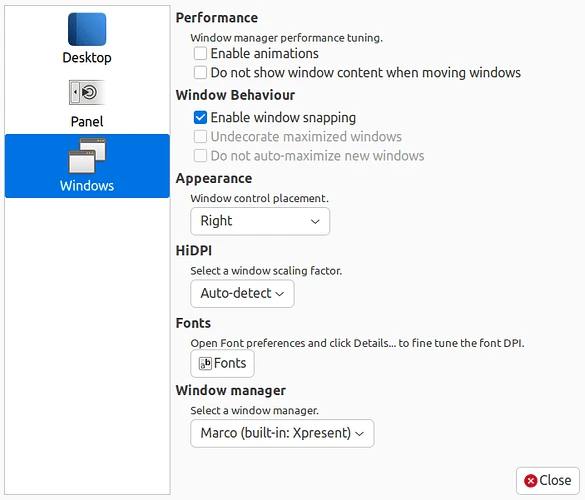 Desktop
Panel
Windows
Performance
Window manager performance tuning.
Enable animations
Do not show window content when moving windows
Window Behaviour
Enable window snapping
Undecorate maximized windows
Do not auto-maximize new windows
Appearance
Window control placement.
Right
HiDPI
Select a window scaling factor.
Auto-detect
Fonts
Open Font preferences and click Details... to fine tune the font DPI.
Fonts
Window manager
Select a window manager.
Marco (built-in: Xpresent)
Close